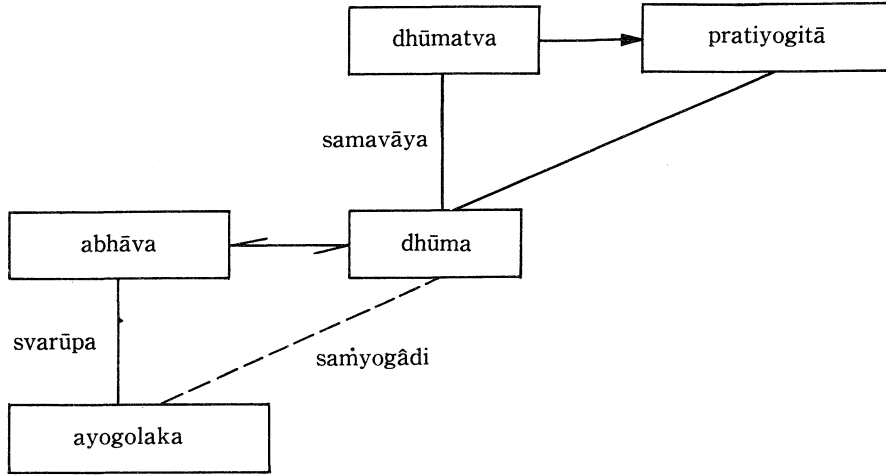 dhūmatva
pratiyogitā
samavāya
abhāva
dhūma
svarūpa
saṁyogâdi
ayogolaka